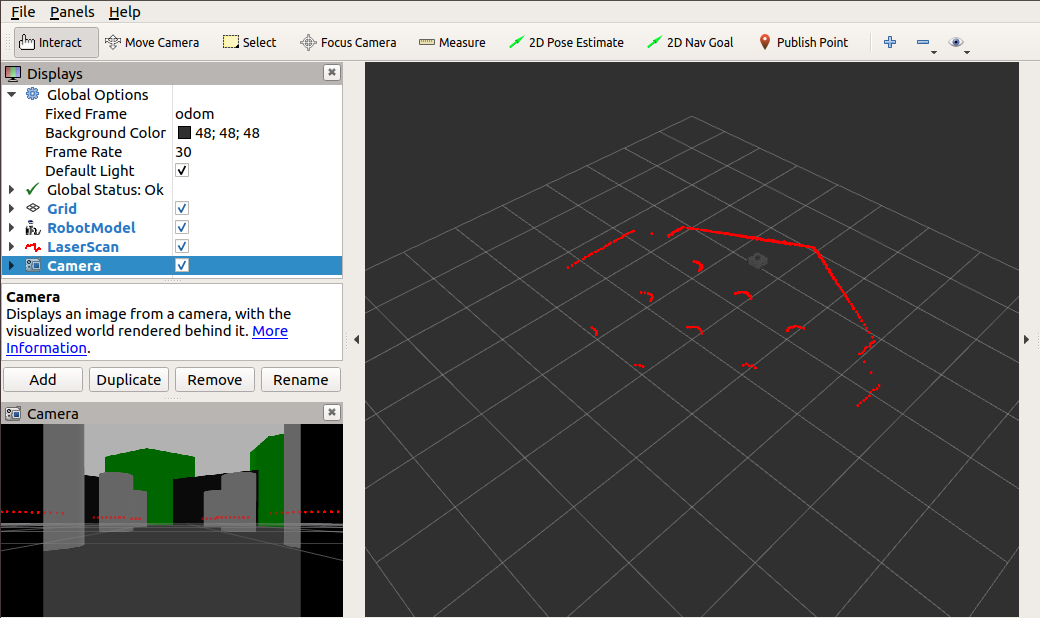 File Panels Help
Interact Move Camera Select Focus Camera Measure 2D Pose Estimate 2D Nav Goal Publish Point
Displays
Global Options
Fixed Frame odom
Background Color 48; 48; 48
Frame Rate 30
Default Light
Global Status: Ok
Grid
RobotModel
LaserScan
Camera
Camera
Displays an image from a camera, with the
visualized world rendered behind it. More
Information.
Add Duplicate Remove Rename
Camera